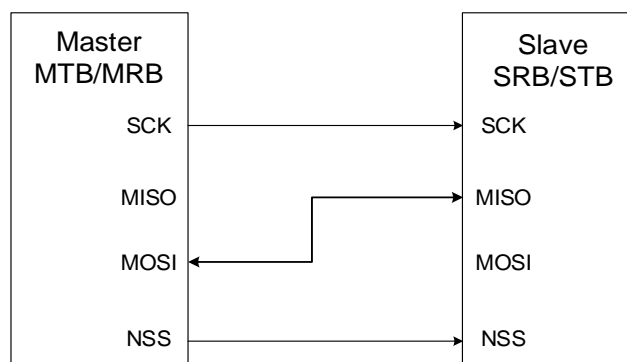 Master
MTB/MRB
SCK
MISO
MOSI
NSS
Slave
SRB/STB
SCK
MISO
MOSI
NSS